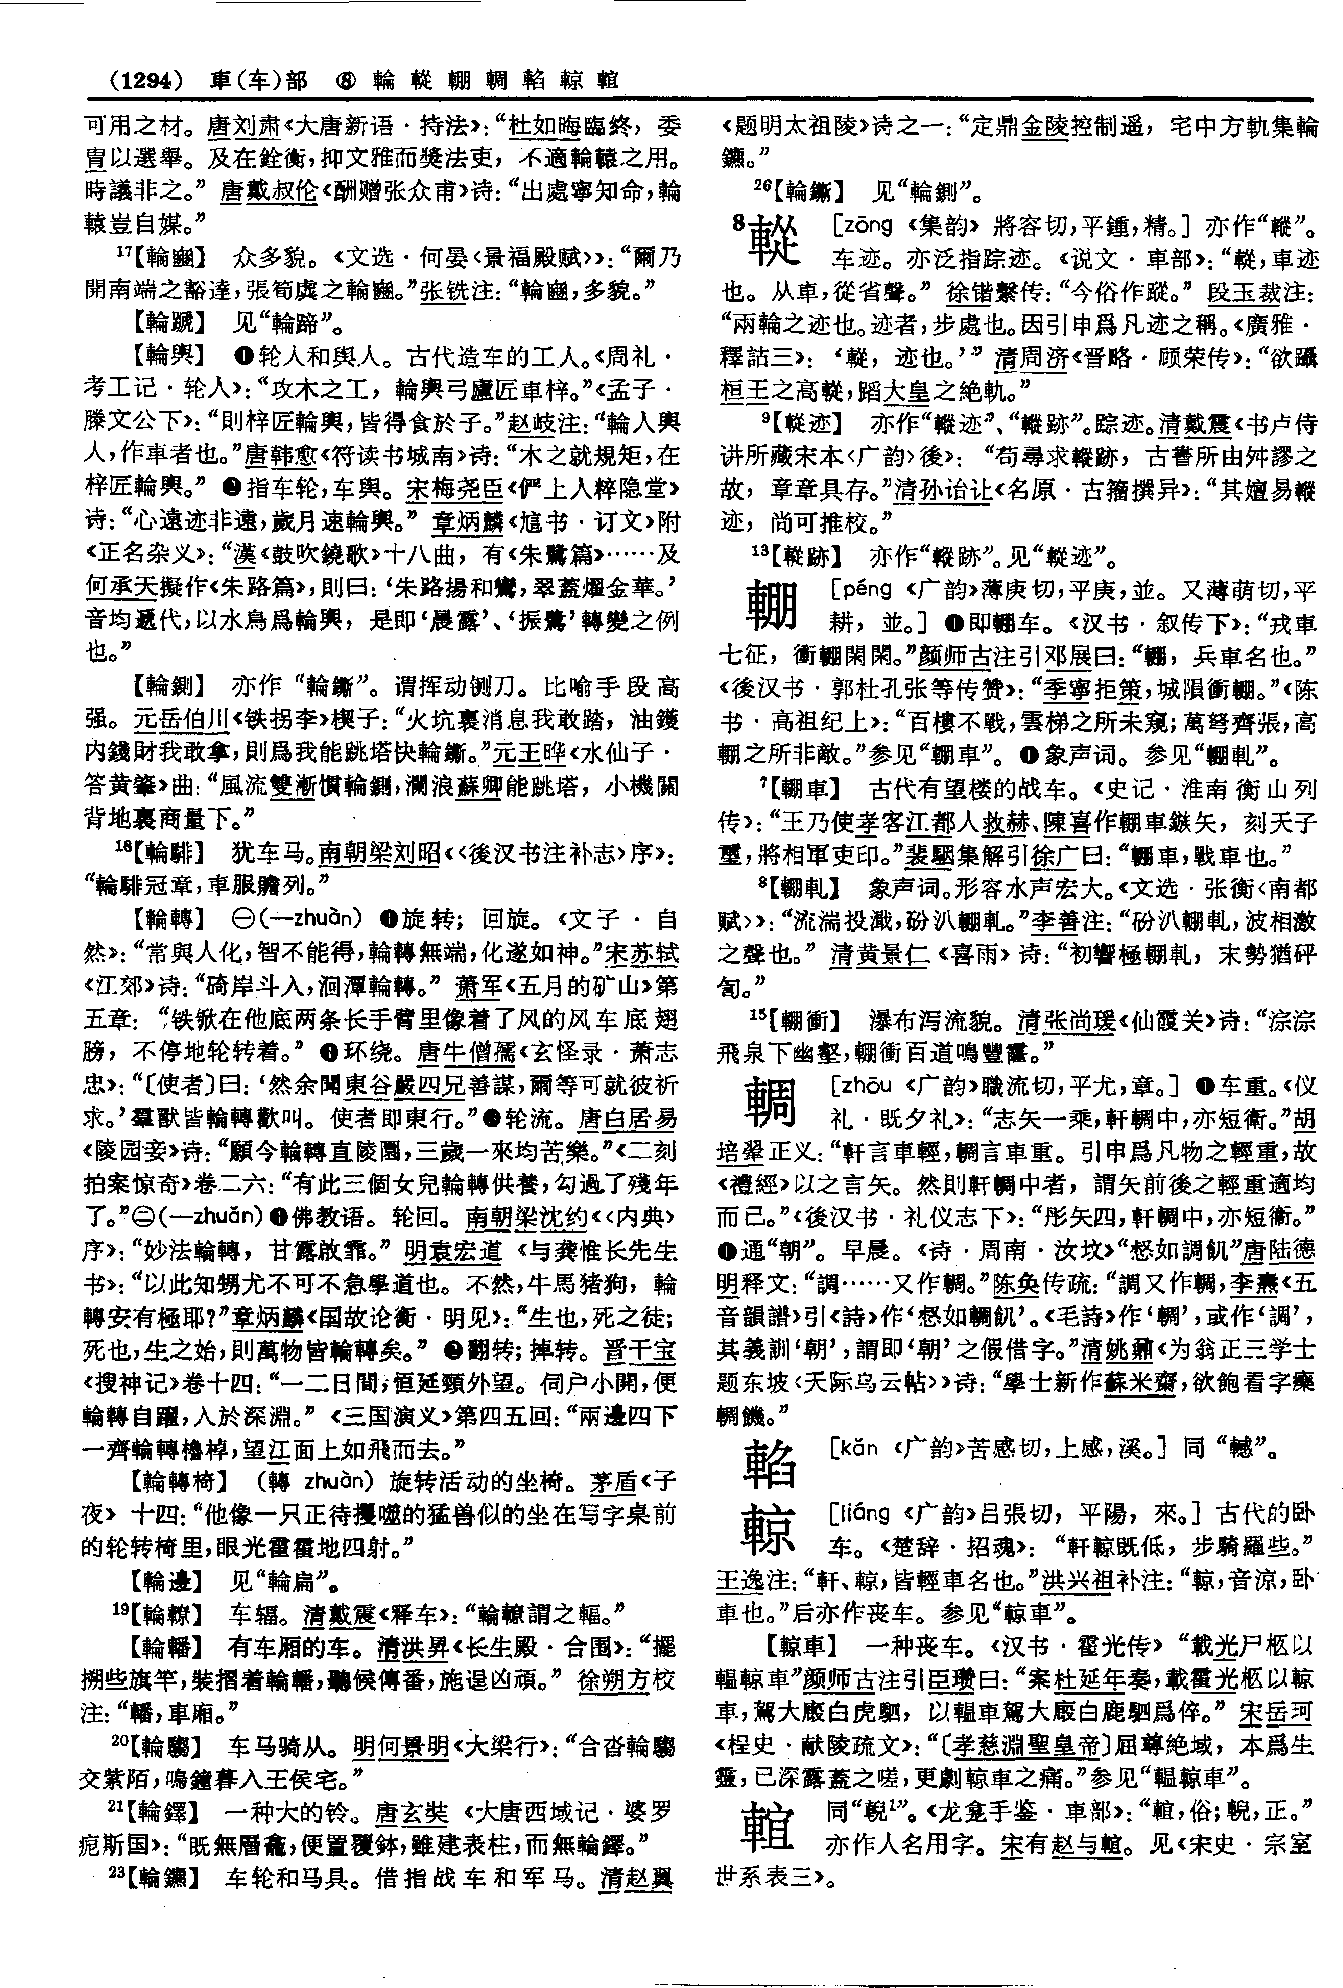 (1294) 車(车)部 ⑧ 輪 輚 輣 輖 輡 輬 輐
可用之材。唐刘肃《大唐新语·持法》：“杜如晦臨終，委
胄以選舉。及在銓衡，抑文雅而獎法吏，不適輪轅之用。
時議非之。”唐戴叔伦《酬赠张众甫》诗：“出處寧知命，輪
轅豈自媒。”
¹⁷【輪豳】 众多貌。《文选·何晏〈景福殿赋〉》：“爾乃
開南端之豁達，張筍虡之輪豳。”张铣注：“輪豳，多貌。”
【輪蹏】 见“輪蹄”。
【輪輿】 ❶轮人和舆人。古代造车的工人。《周礼·
考工记·轮人》：“攻木之工，輪輿弓廬匠車梓。”《孟子·
滕文公下》：“則梓匠輪輿，皆得食於子。”赵岐注：“輪人輿
人，作車者也。”唐韩愈《符读书城南》诗：“木之就規矩，在
梓匠輪輿。” ❷指车轮，车舆。宋梅尧臣《俨上人粹隐堂》
诗：“心遠迹非遠，歲月速輪輿。”章炳麟《訄书·订文》附
《正名杂义》：“漢《鼓吹鐃歌》十八曲，有《朱鷺篇》……及
何承天擬作《朱路篇》，則曰：‘朱路揚和鸞，翠蓋燿金華。’
音均遞代，以水鳥爲輪輿，是即‘晨露’、‘振鷺’轉變之例
也。”
【輪鍘】 亦作“輪鐁”。谓挥动铡刀。比喻手段高
强。元岳伯川《铁拐李》楔子：“火坑裏消息我敢踏，油鑊
内錢財我敢拿，則爲我能跳塔快輪鐁。”元王晔《水仙子·
答黄肇》曲：“風流雙漸慣輪鍘，瀾浪蘇卿能跳塔，小機關
背地裏商量下。”
¹⁸【輪騑】 犹车马。南朝梁刘昭《〈後汉书注补志〉序》：
“輪騑冠章，車服贍列。”
【輪轉】 ㊀(—zhuàn) ❶旋转；回旋。《文子·自
然》：“常與人化，智不能得，輪轉無端，化遂如神。”宋苏轼
《江郊》诗：“碕岸斗入，洄潭輪轉。”萧军《五月的矿山》第
五章：“铁锹在他底两条长手臂里像着了风的风车底翅
膀，不停地轮转着。” ❷环绕。唐牛僧孺《玄怪录·萧志
忠》：“〔使者〕曰：‘然余聞東谷嚴四兄善謀，爾等可就彼祈
求。’羣獸皆輪轉歡叫。使者即東行。”❸轮流。唐白居易
《陵园妾》诗：“願令輪轉直陵園，三歲一來均苦樂。”《二刻
拍案惊奇》卷二六：“有此三個女兒輪轉供養，勾過了殘年
了。”㊁(—zhuǎn)❶佛教语。轮回。南朝梁沈约《〈内典〉
序》：“妙法輪轉，甘露啟霏。”明袁宏道《与龚惟长先生
书》：“以此知甥尤不可不急學道也。不然，牛馬猪狗，輪
轉安有極耶？”章炳麟《国故论衡·明见》：“生也，死之徒；
死也，生之始，則萬物皆輪轉矣。” ❷翻转；掉转。晋干宝
《搜神记》卷十四：“一二日間，恒延頸外望。伺户小開，便
輪轉自躍，入於深淵。”《三国演义》第四五回：“兩邊四下
一齊輪轉櫓棹，望江面上如飛而去。”
【輪轉椅】 (轉 zhuàn) 旋转活动的坐椅。茅盾《子
夜》十四：“他像一只正待攫噬的猛兽似的坐在写字桌前
的轮转椅里，眼光霍霍地四射。”
【輪邊】 见“輪扁”。
¹⁹【輪轑】 车辐。清戴震《释车》：“輪轑謂之輻。”
【輪轓】 有车厢的车。清洪昇《长生殿·合围》：“擺
捌些旗竿，裝摺着輪轓，聽候傳番，施逞凶頑。”徐朔方校
注：“轓，車廂。”
²⁰【輪騶】 车马骑从。明何景明《大梁行》：“合沓輪騶
交紫陌，鳴鐘暮入王侯宅。”
²¹【輪鐸】 一种大的铃。唐玄奘《大唐西域记·婆罗
痆斯国》：“既無層龕，便置覆鉢，雖建表柱，而無輪鐸。”
²³【輪鑣】 车轮和马具。借指战车和军马。清赵翼
《题明太祖陵》诗之一：“定鼎金陵控制遥，宅中方軌集輪
鑣。”
²⁶【輪鐁】 见“輪鍘”。
⁸䡮 [zōng 《集韵》將容切，平鍾，精。] 亦作“轍”。
车迹。亦泛指踪迹。《说文·車部》：“䡮，車迹
也。从車，從省聲。”徐锴繫传：“今俗作蹤。”段玉裁注：
“兩輪之迹也。迹者，步處也。因引申爲凡迹之稱。《廣雅·
釋詁三》：‘䡮，迹也。’”清周济《晋略·顾荣传》：“欲躡
桓王之高䡮，蹈大皇之绝軌。”
⁹【䡮迹】 亦作“轍迹”、“轍跡”。踪迹。清戴震《书卢侍
讲所藏宋本〈广韵〉後》：“苟尋求轍跡，古書所由舛謬之
故，章章具存。”清孙诒让《名原·古籀撰异》：“其嬗易轍
迹，尚可推校。”
¹³【䡮跡】 亦作“轍跡”。见“䡮迹”。
輣 [péng 《广韵》薄庚切，平庚，並。又薄萌切，平
耕，並。] ❶即輣车。《汉书·叙传下》：“戎車
七征，衝輣閑閑。”颜师古注引邓展曰：“輣，兵車名也。”
《後汉书·郭杜孔张等传赞》：“季寧拒策，城隕衝輣。”《陈
书·高祖纪上》：“百樓不戰，雲梯之所未窺；萬弩齊張，高
輣之所非敵。”参见“輣車”。 ❷象声词。参见“輣軋”。
⁷【輣車】 古代有望楼的战车。《史记·淮南衡山列
传》：“王乃使孝客江都人救赫、陳喜作輣車鏃矢，刻天子
璽，將相軍吏印。”裴駰集解引徐广曰：“輣車，戰車也。”
⁸【輣軋】 象声词。形容水声宏大。《文选·张衡〈南都
赋〉》：“流湍投濈，砏汃輣軋。”李善注：“砏汃輣軋，波相激
之聲也。”清黄景仁《喜雨》诗：“初響極輣軋，末勢猶砰
訇。”
¹⁵【輣衝】 瀑布泻流貌。清张尚瑗《仙霞关》诗：“淙淙
飛泉下幽壑，輣衝百道鳴豐霳。”
輖 [zhōu 《广韵》職流切，平尤，章。] ❶车重。《仪
礼·既夕礼》：“志矢一乘，軒輖中，亦短衛。”胡
培翚正义：“軒言車輕，輖言車重。引申爲凡物之輕重，故
《禮經》以之言矢。然則軒輖中者，謂矢前後之輕重適均
而已。”《後汉书·礼仪志下》：“彤矢四，軒輖中，亦短衛。”
❷通“朝”。早晨。《诗·周南·汝坟》“惄如調飢”唐陆德
明释文：“調……又作輖。”陈奂传疏：“調又作輖，李燾《五
音韻譜》引《詩》作‘惄如輖飢’。《毛詩》作‘輖’，或作‘調’，
其義訓‘朝’，謂即‘朝’之假借字。”清姚鼐《为翁正三学士
题东坡〈天际乌云帖〉》诗：“學士新作蘇米齋，欲飽看字療
輖饑。”
輡 [kǎn 《广韵》苦感切，上感，溪。] 同“轗”。
輬 [liáng 《广韵》吕張切，平陽，來。] 古代的卧
车。《楚辞·招魂》：“軒輬既低，步騎羅些。”
王逸注：“軒、輬，皆輕車名也。”洪兴祖补注：“輬，音涼，卧
車也。”后亦作丧车。参见“輬車”。
【輬車】 一种丧车。《汉书·霍光传》“載光尸柩以
轀輬車”颜师古注引臣瓒曰：“案杜延年奏，載霍光柩以輬
車，駕大廄白虎駟，以轀車駕大廄白鹿駟爲倅。”宋岳珂
《桯史·献陵疏文》：“〔孝慈淵聖皇帝〕屈尊絶域，本爲生
靈，已深露蓋之嗟，更劇輬車之痛。”参见“轀輬車”。
同“輗¹”。《龙龛手鉴·車部》：
亦作人名用字。宋有赵与。见《宋史·宗室
世系表三》。